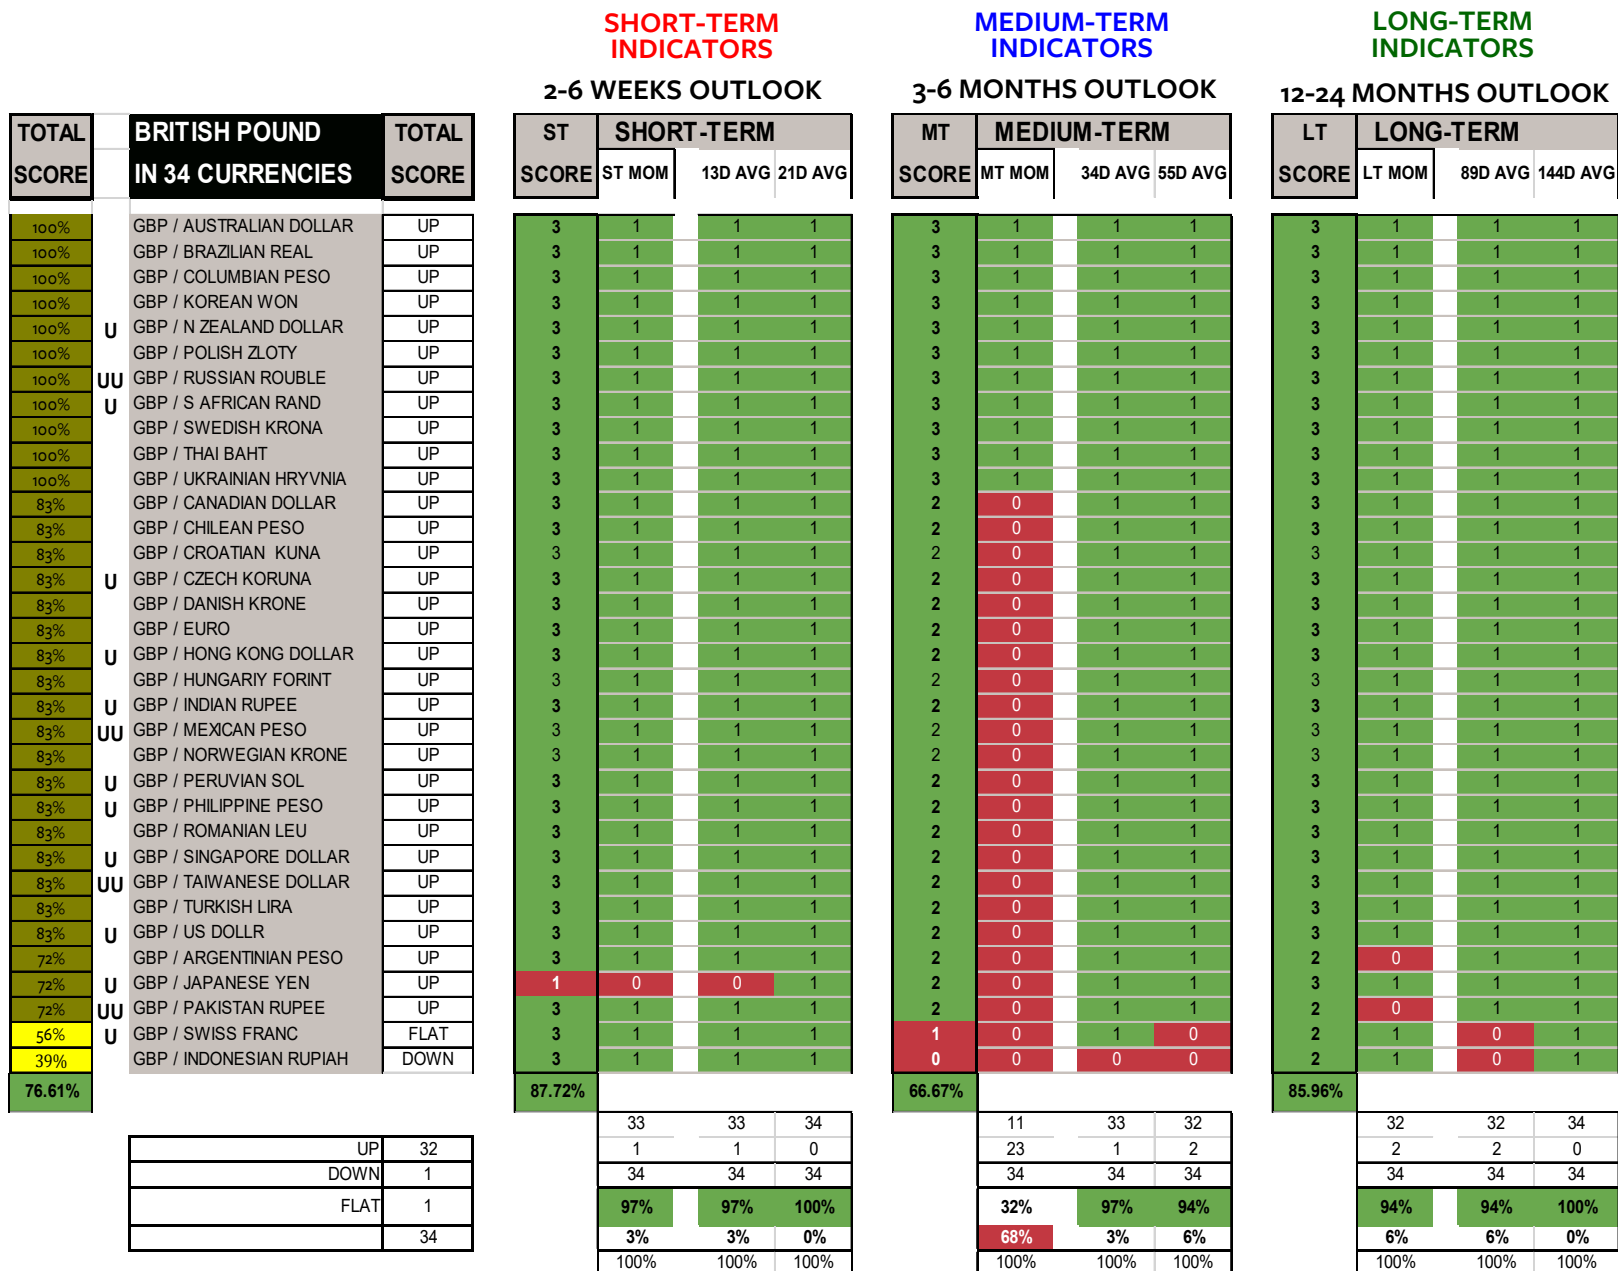 SHORT-TERM MEDIUM-TERM LONG-TERM
INDICATORS INDICATORS INDICATORS
2-6 WEEKS OUTLOOK 3-6 MONTHS OUTLOOK 12-24 MONTHS OUTLOOK
TOTAL BRITISH POUND TOTAL ST SHORT-TERM MT MEDIUM-TERM LT LONG-TERM
SCORE IN 34 CURRENCIES SCORE SCORE ST MOM 13D AVG 21D AVG SCORE MT MOM 34D AVG 55D AVG SCORE LT MOM 89D AVG 144D AVG
100% GBP / AUSTRALIAN DOLLAR UP 3 1 1 1 3 1 1 1 3 1 1 1
100% GBP / BRAZILIAN REAL UP 3 1 1 1 3 1 1 1 3 1 1 1
100% GBP / COLUMBIAN PESO UP 3 1 1 1 3 1 1 1 3 1 1 1
100% GBP / KOREAN WON UP 3 1 1 1 3 1 1 1 3 1 1 1
100% U GBP / N ZEALAND DOLLAR UP 3 1 1 1 3 1 1 1 3 1 1 1
100% GBP / POLISH ZLOTY UP 3 1 1 1 3 1 1 1 3 1 1 1
100% UU GBP / RUSSIAN ROUBLE UP 3 1 1 1 3 1 1 1 3 1 1 1
100% U GBP / S AFRICAN RAND UP 3 1 1 1 3 1 1 1 3 1 1 1
100% GBP / SWEDISH KRONA UP 3 1 1 1 3 1 1 1 3 1 1 1
100% GBP / THAI BAHT UP 3 1 1 1 3 1 1 1 3 1 1 1
100% GBP / UKRAINIAN HRYVNIA UP 3 1 1 1 3 1 1 1 3 1 1 1
83% GBP / CANADIAN DOLLAR UP 3 1 1 1 2 0 1 1 3 1 1 1
83% GBP / CHILEAN PESO UP 3 1 1 1 2 0 1 1 3 1 1 1
83% GBP / CROATIAN KUNA UP 3 1 1 1 2 0 1 1 3 1 1 1
83% U GBP / CZECH KORUNA UP 3 1 1 1 2 0 1 1 3 1 1 1
83% GBP / DANISH KRONE UP 3 1 1 1 2 0 1 1 3 1 1 1
83% GBP / EURO UP 3 1 1 1 2 0 1 1 3 1 1 1
83% U GBP / HONG KONG DOLLAR UP 3 1 1 1 2 0 1 1 3 1 1 1
83% GBP / HUNGARIY FORINT UP 3 1 1 1 2 0 1 1 3 1 1 1
83% U GBP / INDIAN RUPEE UP 3 1 1 1 2 0 1 1 3 1 1 1
83% UU GBP / MEXICAN PESO UP 3 1 1 1 2 0 1 1 3 1 1 1
83% GBP / NORWEGIAN KRONE UP 3 1 1 1 2 0 1 1 3 1 1 1
83% U GBP / PERUVIAN SOL UP 3 1 1 1 2 0 1 1 3 1 1 1
83% U GBP / PHILIPPINE PESO UP 3 1 1 1 2 0 1 1 3 1 1 1
83% GBP / ROMANIAN LEU UP 3 1 1 1 2 0 1 1 3 1 1 1
83% U GBP / SINGAPORE DOLLAR UP 3 1 1 1 2 0 1 1 3 1 1 1
83% UU GBP / TAIWANESE DOLLAR UP 3 1 1 1 2 0 1 1 3 1 1 1
83% GBP / TURKISH LIRA UP 3 1 1 1 2 0 1 1 3 1 1 1
83% U GBP / US DOLLR UP 3 1 1 1 2 0 1 1 3 1 1 1
72% GBP / ARGENTINIAN PESO UP 3 1 1 1 2 0 1 1 2 0 1 1
72% U GBP / JAPANESE YEN UP 1 0 0 1 2 0 1 1 3 1 1 1
72% UU GBP / PAKISTAN RUPEE UP 3 1 1 1 2 0 1 1 2 0 1 1
56% U GBP / SWISS FRANC FLAT 3 1 1 1 1 0 1 0 2 1 0 1
39% GBP / INDONESIAN RUPIAH DOWN 3 1 1 1 0 0 0 0 2 1 0 1
76.61% 87.72% 66.67% 85.96%
33 33 34 11 33 32 32 32 34
UP 32 1 1 0 23 1 2 2 2 0
DOWN 1 34 34 34 34 34 34 34 34 34
FLAT 1 97% 97% 100% 32% 97% 94% 94% 94% 100%
34 3% 3% 0% 68% 3% 6% 6% 6% 0%
100% 100% 100% 100% 100% 100% 100% 100% 100%